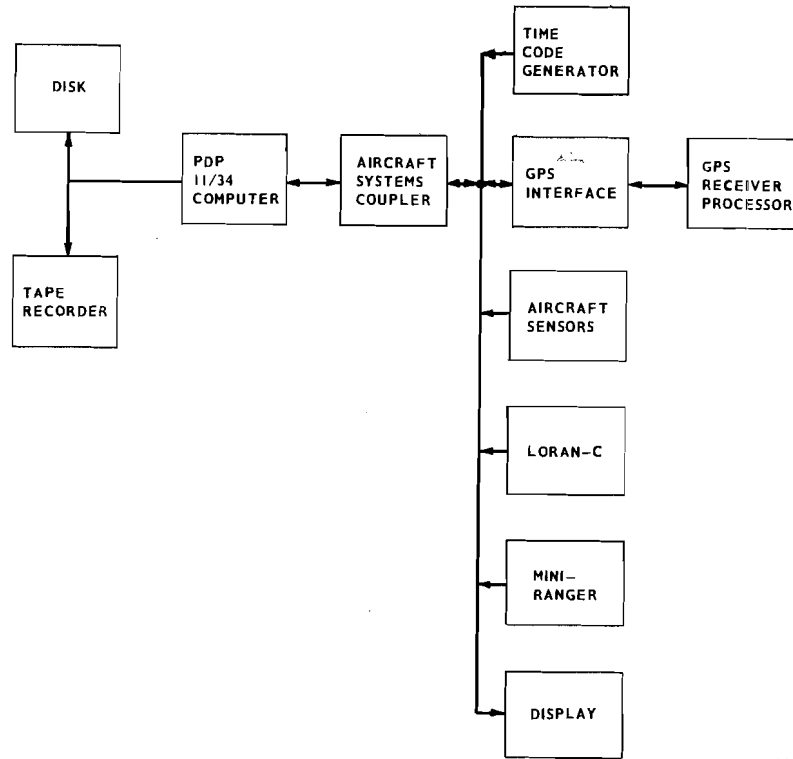 DISK
TAPE
RECORDER
PDP
11/34
COMPUTER
AIRCRAFT
SYSTEMS
COUPLER
TIME
CODE
GENERATOR
GPS
INTERFACE
GPS
RECEIVER
PROCESSOR
AIRCRAFT
SENSORS
LORAN-C
MINI-
RANGER
DISPLAY